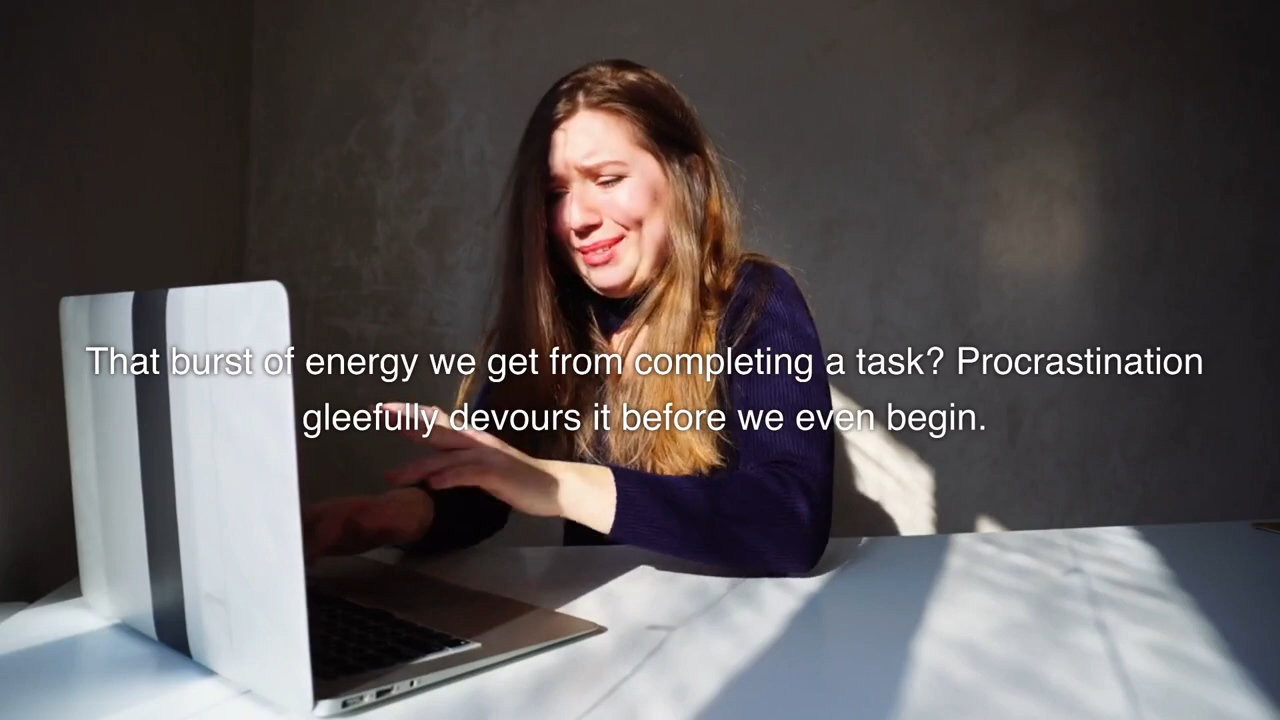 That burst of energy we get from completing a task? Procrastination
gleefully devours it before we even begin.